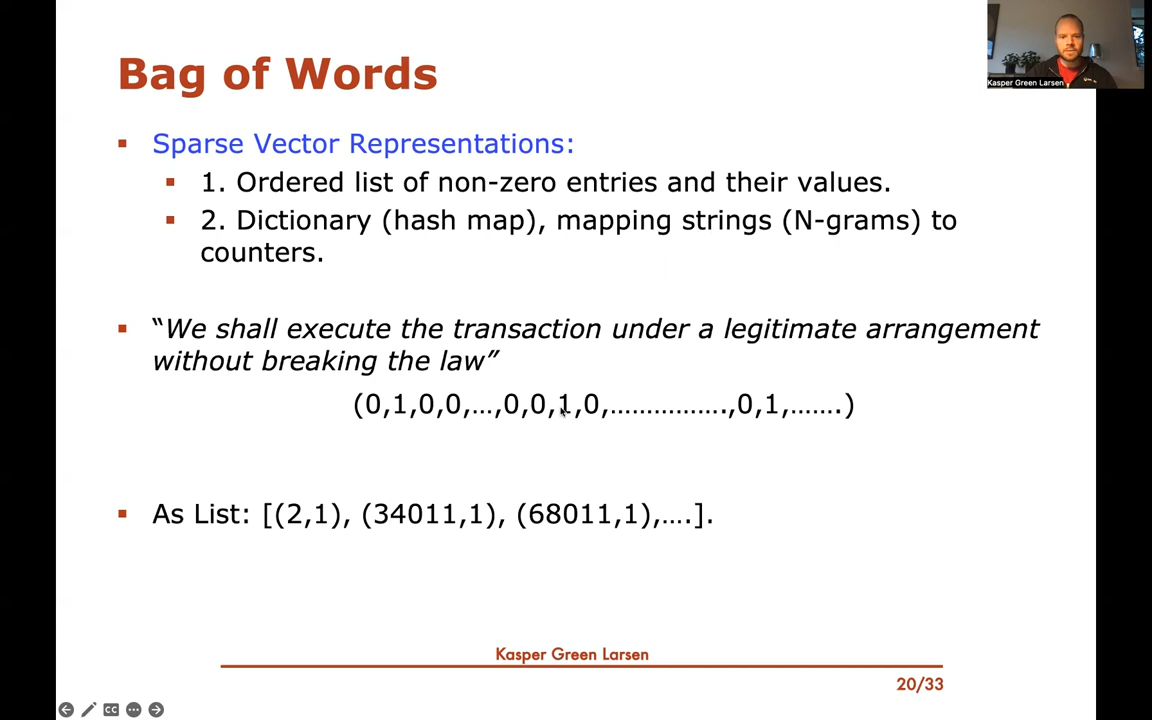 Bag of Words
Kasper Green Larsen
Sparse Vector Representations:
1. Ordered list of non-zero entries and their values.
2. Dictionary (hash map), mapping strings (N-grams) to
counters.
“We shall execute the transaction under a legitimate arrangement
without breaking the law”
(0,1,0,0,…,0,0,1,0,…………….,0,1,…….)
As List: [(2,1), (34011,1), (68011,1),….].
Kasper Green Larsen
20/33
CC